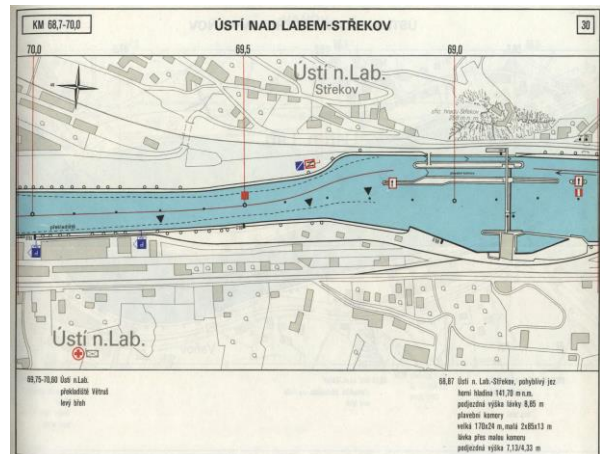 KM 68,7-70,0
ÚSTÍ NAD LABEM-STŘEKOV
30
70,0
69,5
69,0
Ústí n.Lab.
Střekov
Ústí n.Lab.
69,75-70,60 Ústí n.Lab.
překladiště Větruš
levý břeh
68,87 Ústí n. Lab.-Střekov, pohyblivý jez
horní hladina 141,70 m n.m.
podjezdná výška lávky 8,85 m
plavební komory
velká 170x24 m, malá 2x85x13 m
lávka přes malou komoru
podjezdná výška 7,13/4,33 m